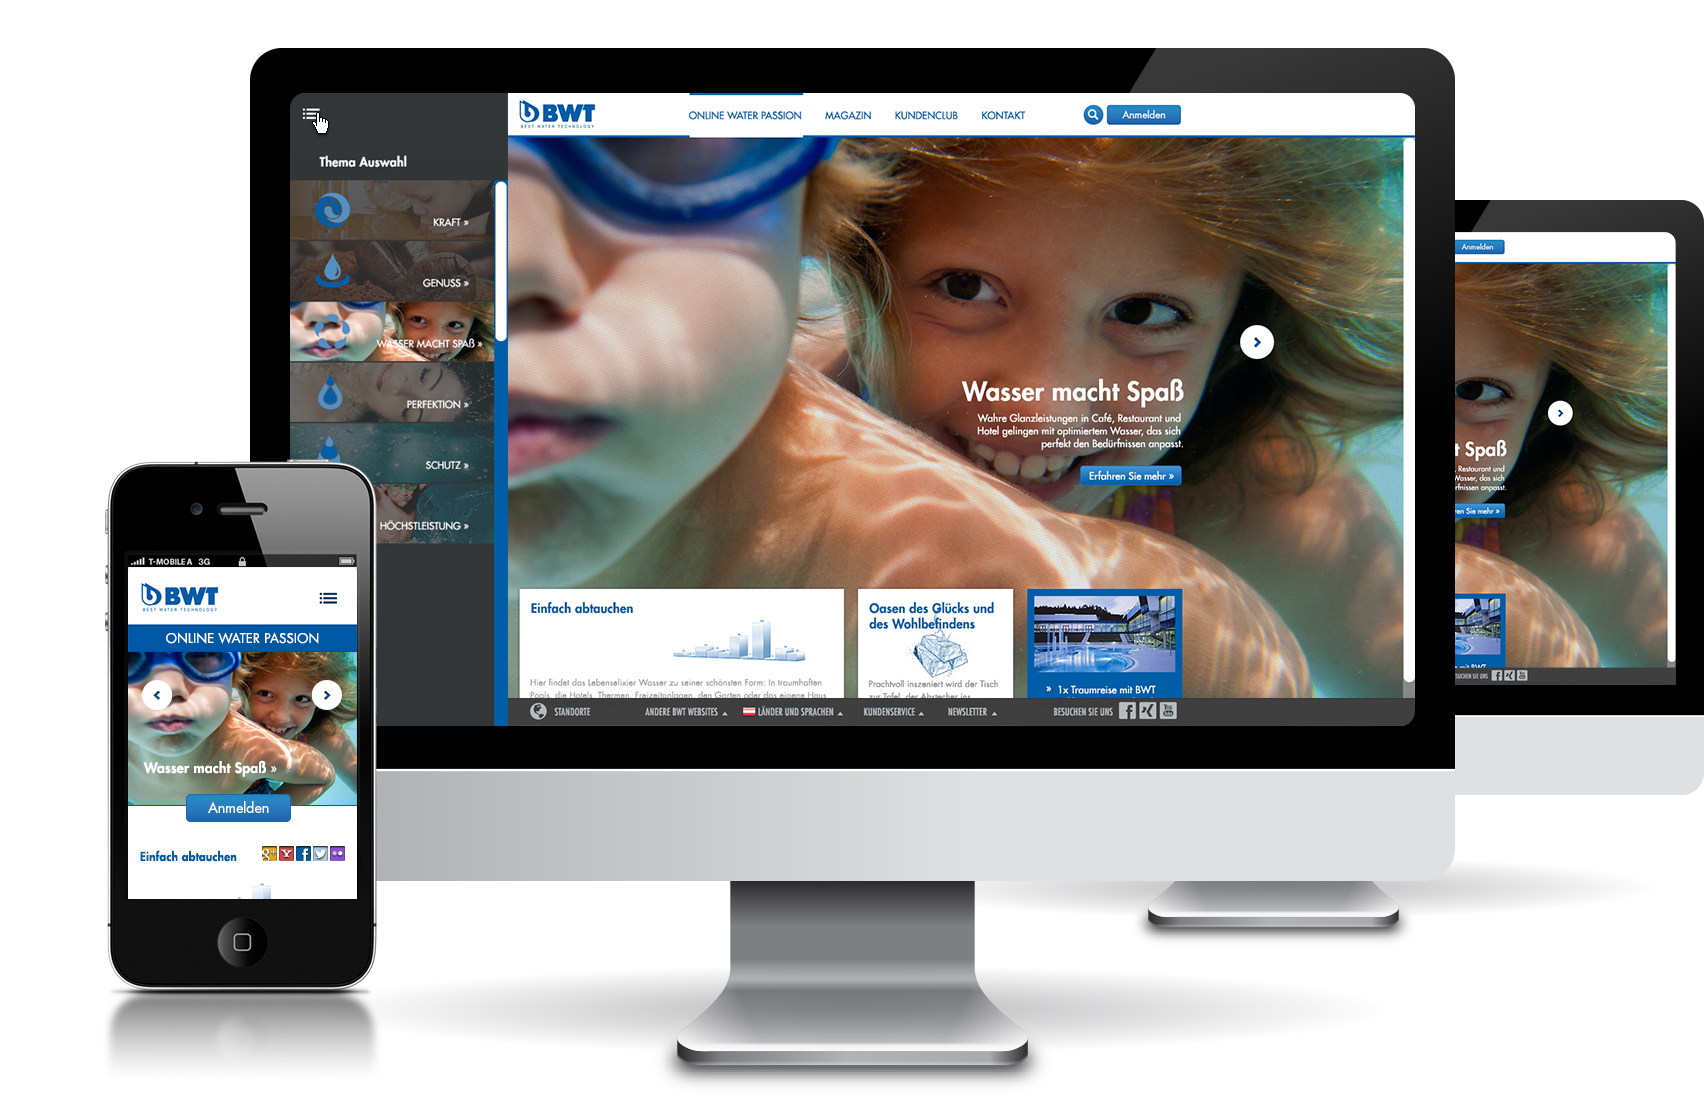 Thema Auswahl
KRAFT »
GENUSS »
WASSER MACHT SPAß »
PERFEKTION »
SCHUTZ »
HÖCHSTLEISTUNG »
BWT
BEST WATER TECHNOLOGY
ONLINE WATER PASSION
MAGAZIN
KUNDENCLUB
KONTAKT
Anmelden
Wasser macht Spaß
Wahre Glanzleistungen in Café, Restaurant und
Hotel gelingen mit optimiertem Wasser, das sich
perfekt den Bedürfnissen anpasst.
Erfahren Sie mehr »
Einfach abtauchen
Hier findet das Lebenselixier Wasser zu seiner schönsten Form: In traumhaften
Pools, die Hotels, Thermen, Freizeitanlagen, den Garten oder das eigene Haus
Oasen des Glücks und
des Wohlbefindens
Prachtvoll inszeniert wird der Tisch
zur Tafel, der Abstecher ins
» 1x Traumreise mit BWT
STANDORTE
ANDERE BWT WEBSITES
LÄNDER UND SPRACHEN
KUNDENSERVICE
NEWSLETTER
BESUCHEN SIE UNS
You
Tube
Anmelden
t Spaß
, Restaurant und
Wasser, das sich
erfnissen anpasst.
ren Sie mehr »
se mit BWT
SUCHEN SIE UNS
T-MOBILE A 3G
BWT
BEST WATER TECHNOLOGY
ONLINE WATER PASSION
Wasser macht Spaß »
Anmelden
Einfach abtauchen